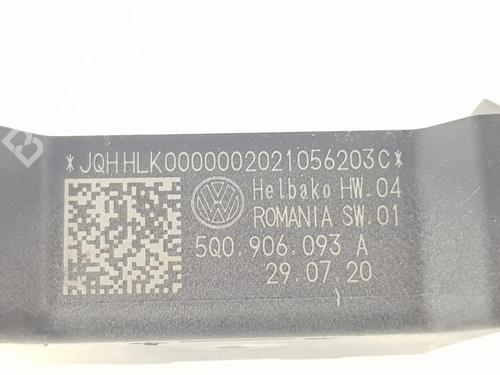 *JQHHLK0000002021056203C*
Helbako HW.04
ROMANIA SW.01
5Q0.906.093 A
29.07.20